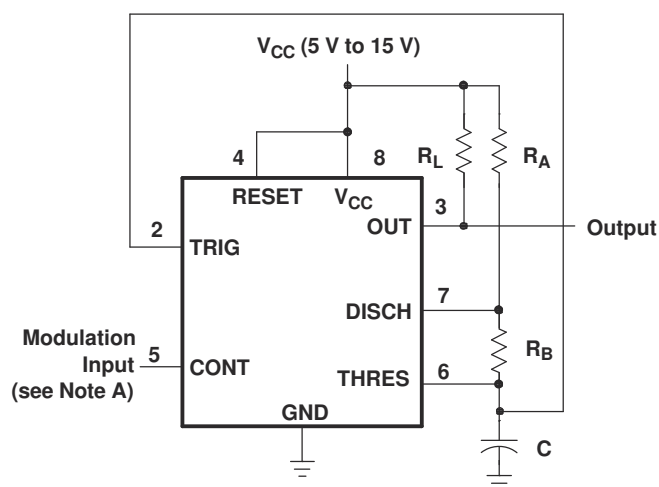 V_CC (5 V to 15 V)
4
8
R_L
R_A
RESET
V_CC
3
2
OUT
Output
TRIG
7
DISCH
Modulation
Input
(see Note A)
5
CONT
R_B
6
THRES
GND
C